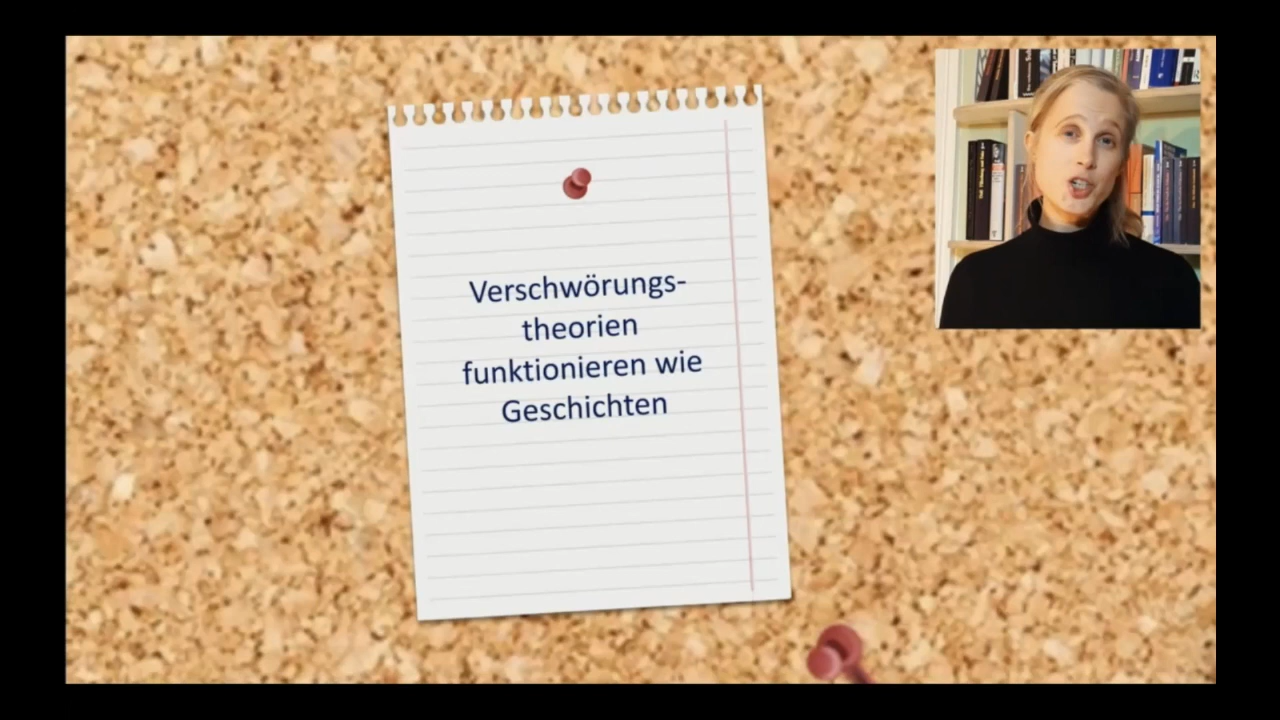 Verschwörungs-
theorien
funktionieren wie
Geschichten